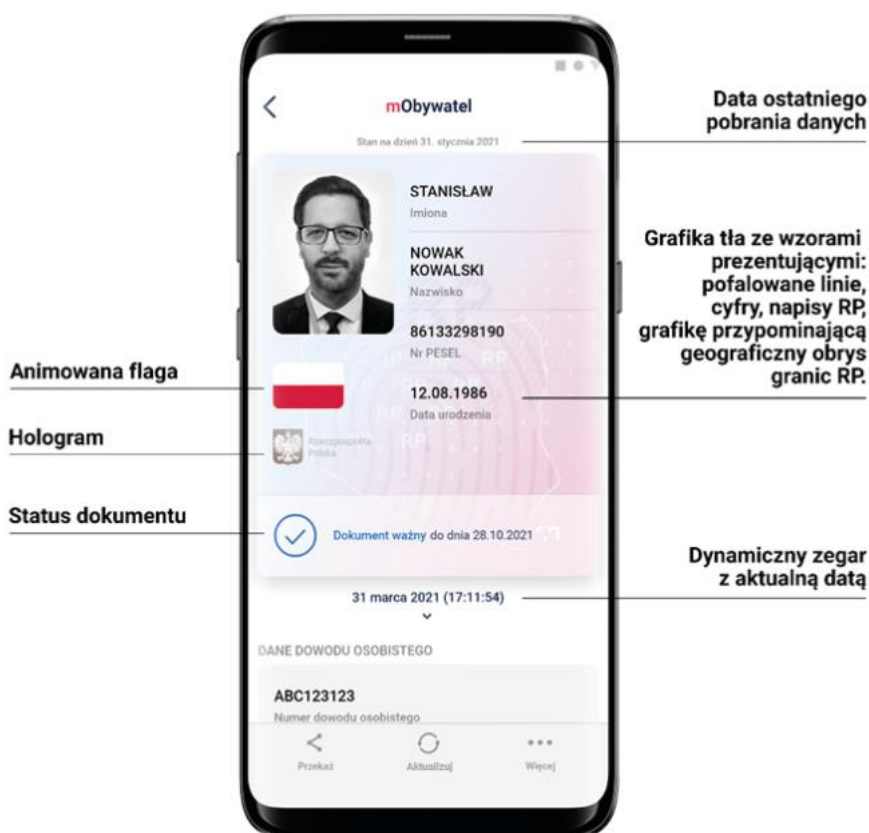 mObywatel
Stan na dzień 31. stycznia 2021
Data ostatniego
pobrania danych
STANISŁAW
Imiona
NOWAK
KOWALSKI
Nazwisko
86133298190
Nr PESEL
12.08.1986
Data urodzenia
Grafika tła ze wzorami
prezentującymi:
pofalowane linie,
cyfry, napisy RP,
grafikę przypominającą
geograficzny obrys
granic RP.
Animowana flaga
Hologram
Rzeczpospolita
Polska
RP
RP
RP
Status dokumentu
Dokument ważny do dnia 28.10.2021
31 marca 2021 (17:11:54)
Dynamiczny zegar
z aktualną datą
DANE DOWODU OSOBISTEGO
ABC123123
Numer dowodu osobistego
Przekaż
Aktualizuj
Więcej